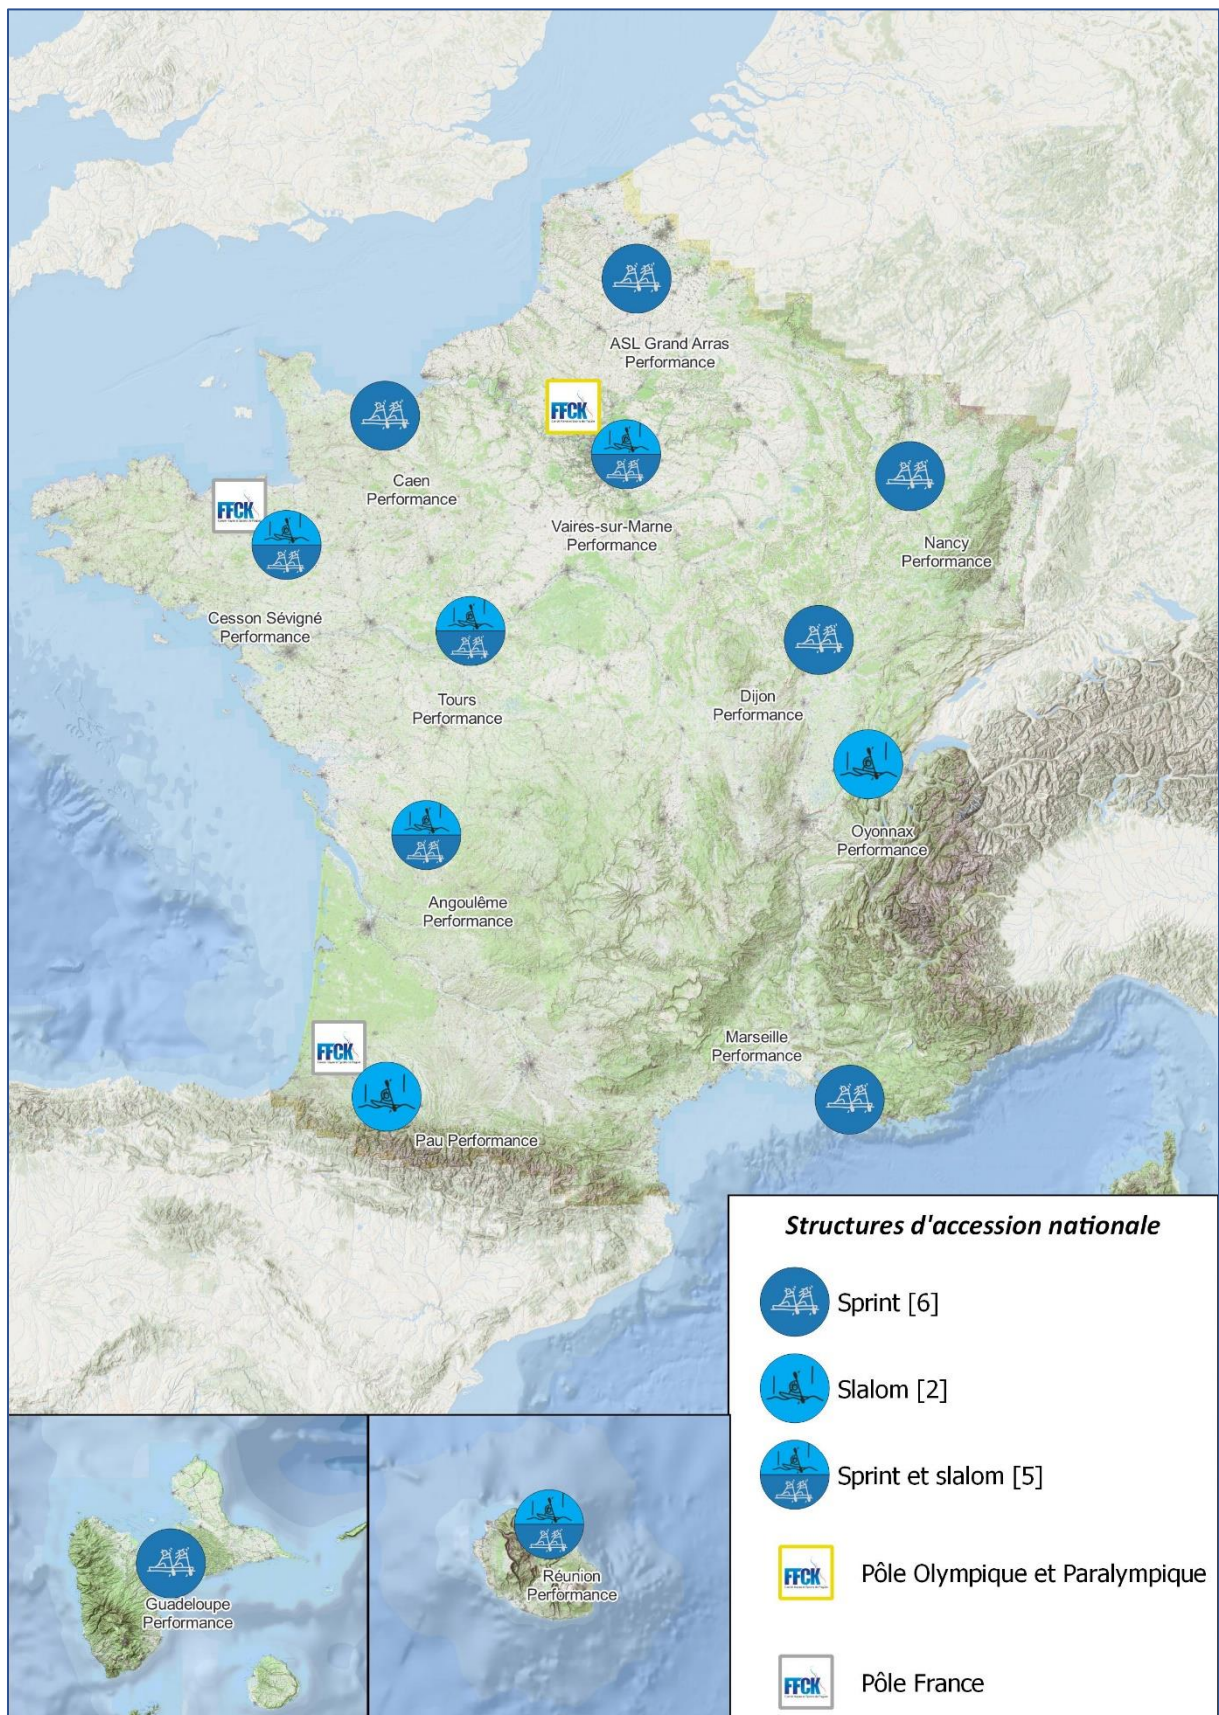 ASL Grand Arras
Performance
FFCK
Caen
Performance
Vaires-sur-Marne
Performance
Nancy
Performance
FFCK
Cesson Sévigné
Performance
Tours
Performance
Dijon
Performance
Oyonnax
Performance
Angoulême
Performance
Marseille
Performance
FFCK
Pau Performance
Structures d'accession nationale
Sprint [6]
Slalom [2]
Sprint et slalom [5]
FFCK
Pôle Olympique et Paralympique
FFCK
Pôle France
Guadeloupe
Performance
Réunion
Performance